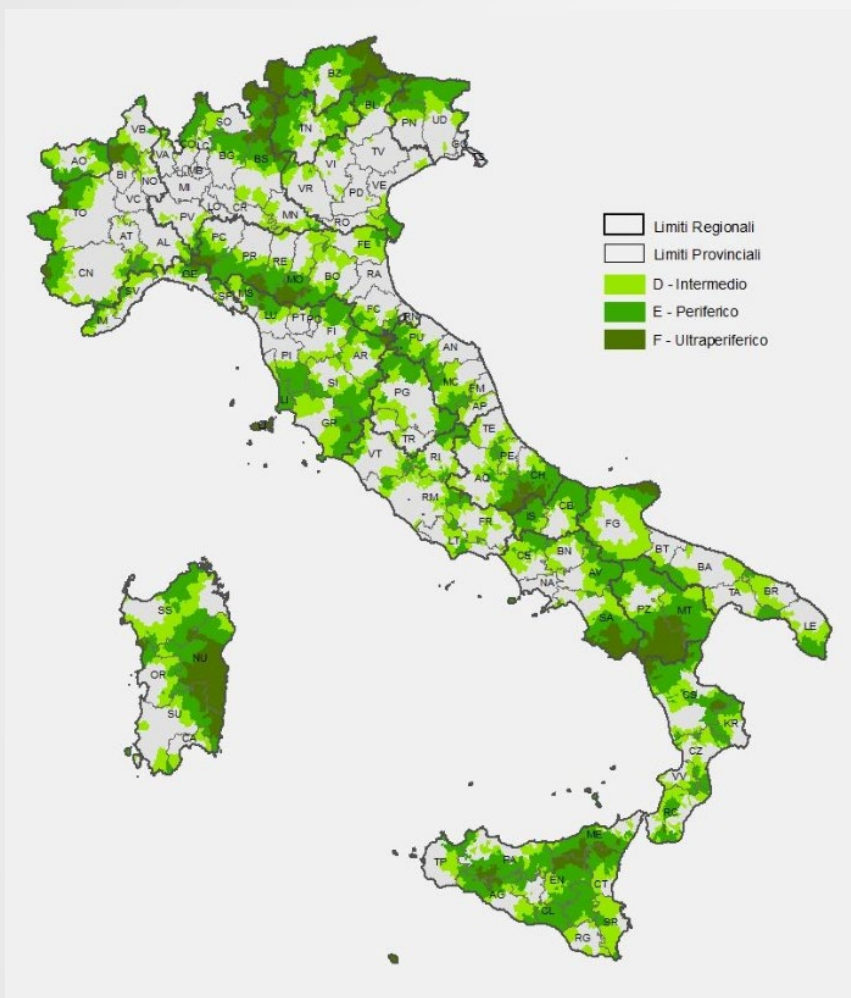 Limiti Regionali
Limiti Provinciali
D - Intermedio
E - Periferico
F - Ultraperiferico
BZ
SO
BL
TN
PN
UD
VB
AO
VA
CO
LC
BG
BS
VI
TV
BI
NO
MB
MI
VR
PD
VE
TO
VC
LO
CR
MN
RO
AT
PV
AL
PC
PR
RE
FE
MO
BO
RA
CN
GE
SV
SP
MS
IM
LU
PT
FI
FC
RN
PU
PI
AR
AN
SI
MC
LI
PG
FM
AP
GR
TR
TE
VT
RI
PE
CH
AQ
RM
CB
IS
FR
LT
FG
BT
CE
BN
BA
NA
AV
TA
BR
PZ
MT
SA
LE
SS
NU
OR
SU
CA
CS
KR
CZ
VV
RC
ME
TP
PA
EN
CT
AG
CL
SR
RG